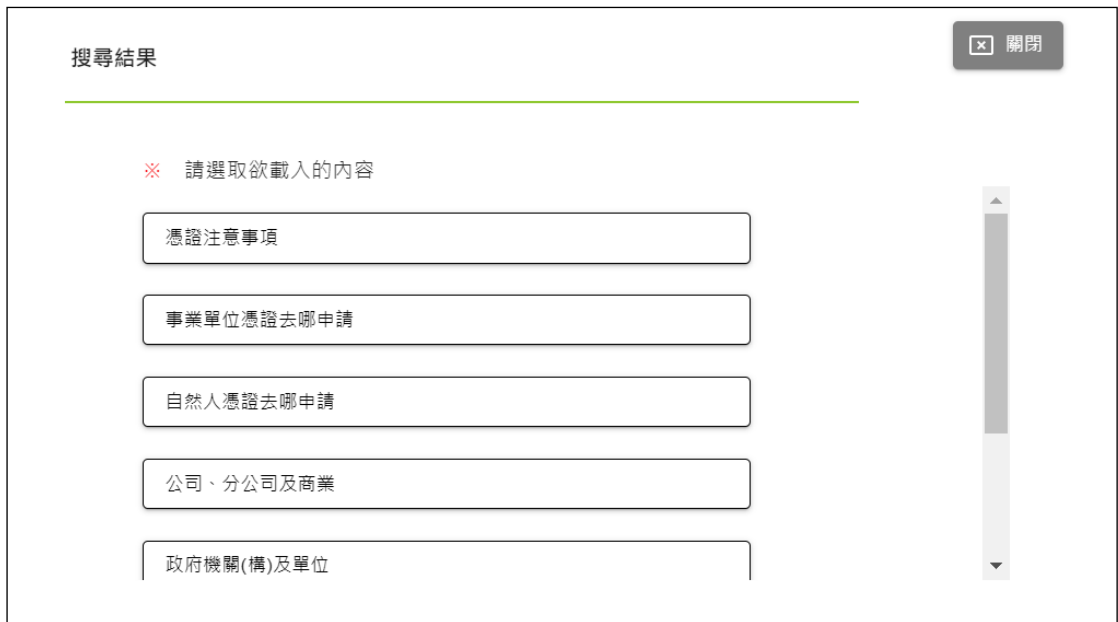 搜尋結果
關閉
※ 請選取欲載入的內容
憑證注意事項
事業單位憑證去哪申請
自然人憑證去哪申請
公司、分公司及商業
政府機關(構)及單位